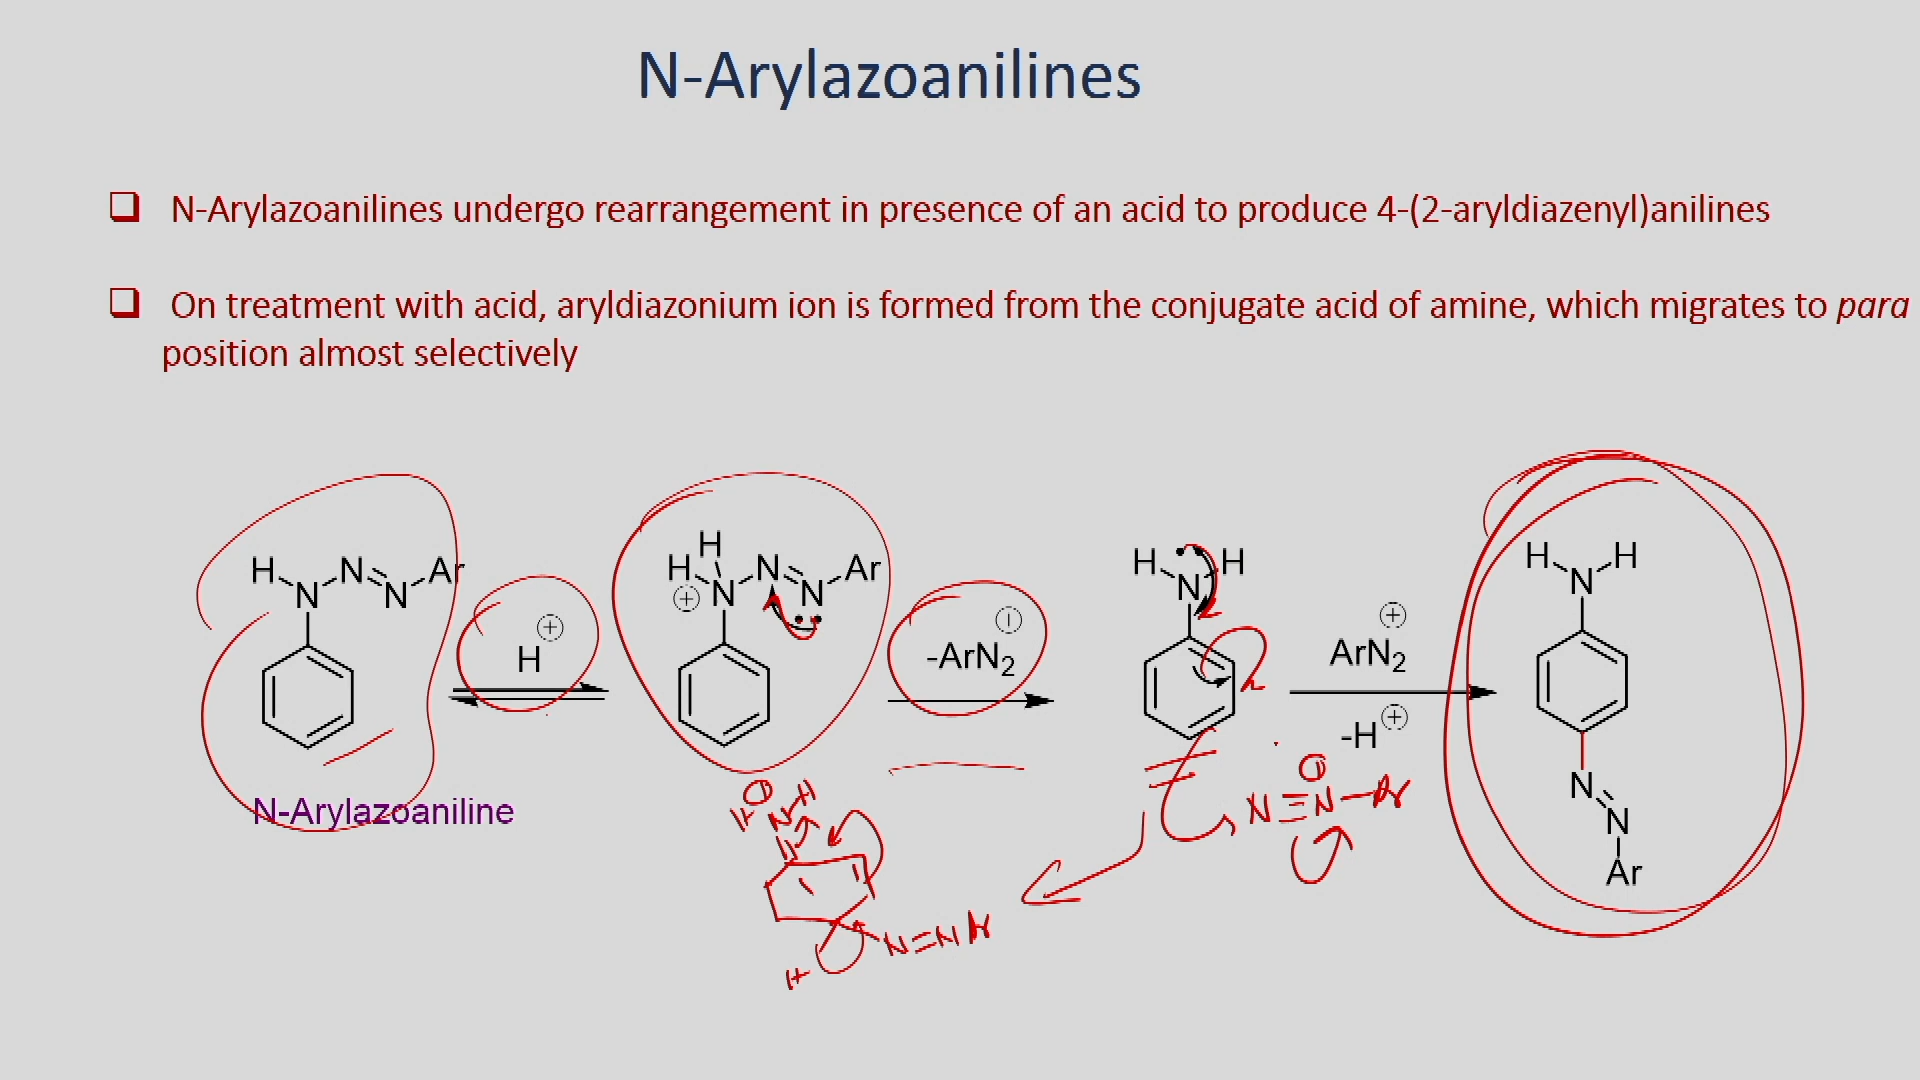 N-Arylazoanilines
❑ N-Arylazoanilines undergo rearrangement in presence of an acid to produce 4-(2-aryldiazenyl)anilines
❑ On treatment with acid, aryldiazonium ion is formed from the conjugate acid of amine, which migrates to para
position almost selectively
H N N N Ar
H⊕
H H ⊕ N N N Ar
-ArN2 ⊖
H N H
ArN2 ⊕
-H⊕
H N H
N
N
Ar
N-Arylazoaniline
H N H
N≡N-Ar
H N=N Ar